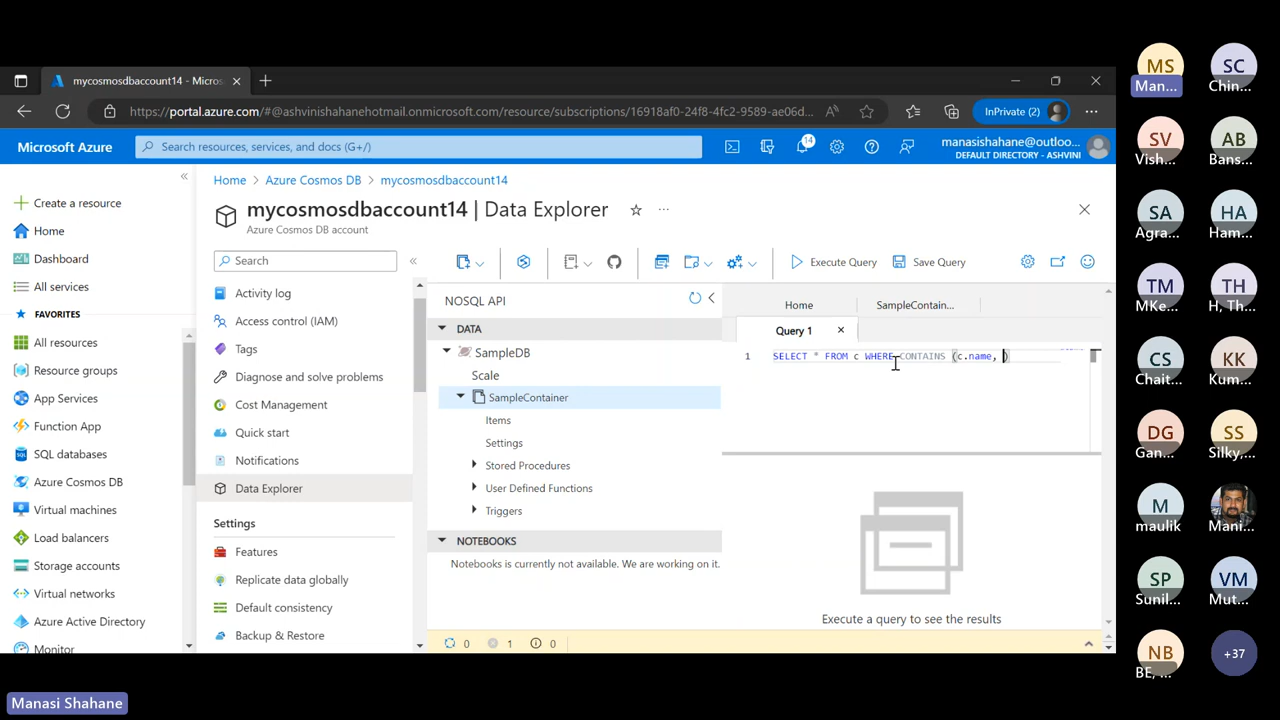 mycosmosdbaccount14 - Micros
https://portal.azure.com/#@ashvinishahanehotmail.onmicrosoft.com/resource/subscriptions/16918af0-24f8-4fc2-9589-ae06d...
InPrivate (2)
Microsoft Azure
Search resources, services, and docs (G+/)
14
manasishahane@outloo...
DEFAULT DIRECTORY - ASHVINI
Create a resource
Home
Dashboard
All services
FAVORITES
All resources
Resource groups
App Services
Function App
SQL databases
Azure Cosmos DB
Virtual machines
Load balancers
Storage accounts
Virtual networks
Azure Active Directory
Monitor
Home > Azure Cosmos DB > mycosmosdbaccount14
mycosmosdbaccount14 | Data Explorer
Azure Cosmos DB account
Search
Activity log
Access control (IAM)
Tags
Diagnose and solve problems
Cost Management
Quick start
Notifications
Data Explorer
Settings
Features
Replicate data globally
Default consistency
Backup & Restore
Execute Query
Save Query
NOSQL API
DATA
SampleDB
Scale
SampleContainer
Items
Settings
Stored Procedures
User Defined Functions
Triggers
NOTEBOOKS
Notebooks is currently not available. We are working on it.
Home
SampleContain...
Query 1
1 SELECT * FROM c WHERE CONTAINS (c.name, )
Execute a query to see the results
0 1 0
MS
Man...
SC
Chin...
SV
Vish...
AB
Bans...
SA
Agra...
HA
Ham...
TM
MKe...
TH
H, Th...
CS
Chait...
KK
Kum...
DG
Gan...
SS
Silky,...
M
maulik
Mani...
SP
Sunil...
VM
Mut...
NB
BE, ...
+37
Manasi Shahane